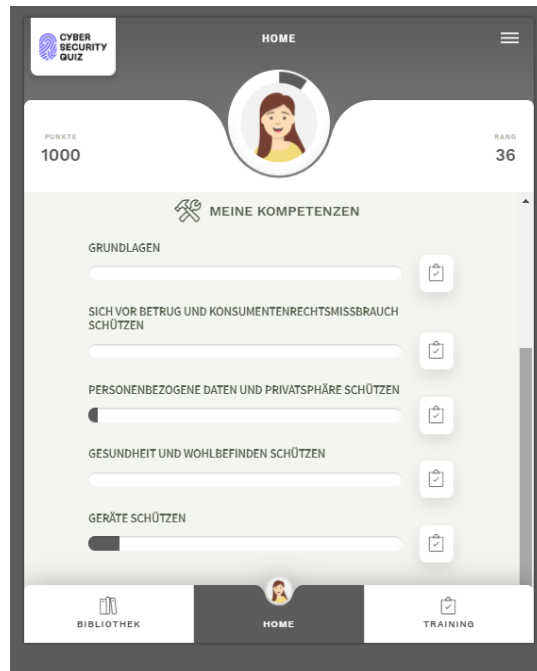 CYBER
SECURITY
QUIZ
HOME
PUNKTE
1000
RANG
36
MEINE KOMPETENZEN
GRUNDLAGEN
SICH VOR BETRUG UND KONSUMENTENRECHTSMISSBRAUCH
SCHÜTZEN
PERSONENBEZOGENE DATEN UND PRIVATSPHÄRE SCHÜTZEN
GESUNDHEIT UND WOHLBEFINDEN SCHÜTZEN
GERÄTE SCHÜTZEN
BIBLIOTHEK
HOME
TRAINING